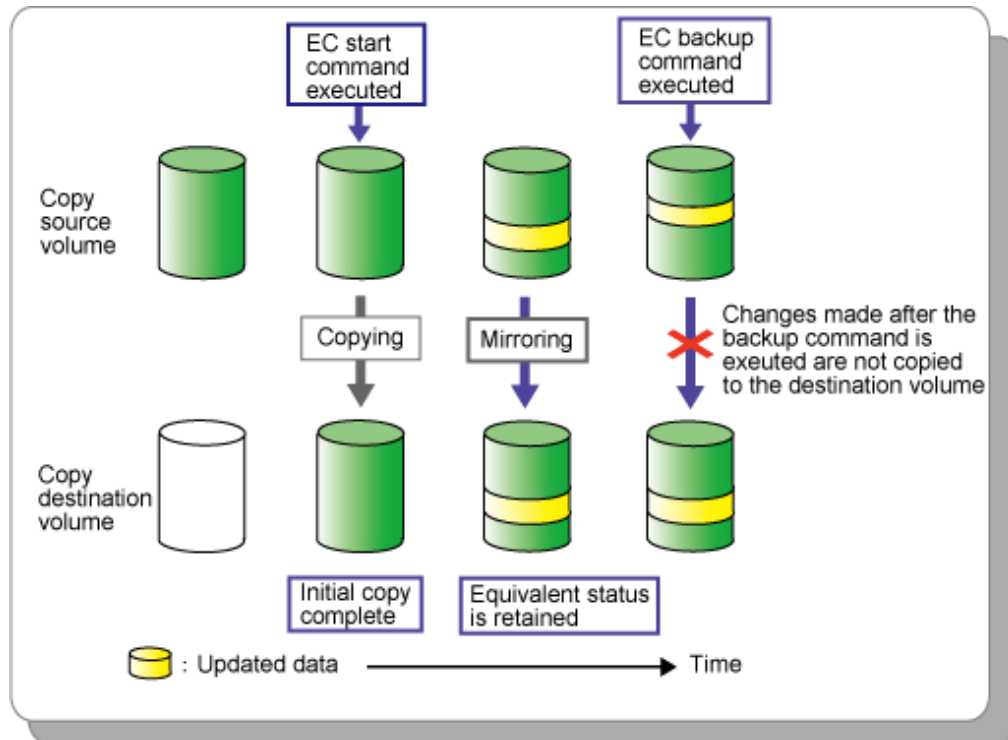 EC start
command
executed
EC backup
command
executed
Copy
source
volume
Copying
Mirroring
Changes made after the
backup command is
exeuted are not copied
to the destination volume
Copy
destination
volume
Initial copy
complete
Equivalent status
is retained
: Updated data
Time